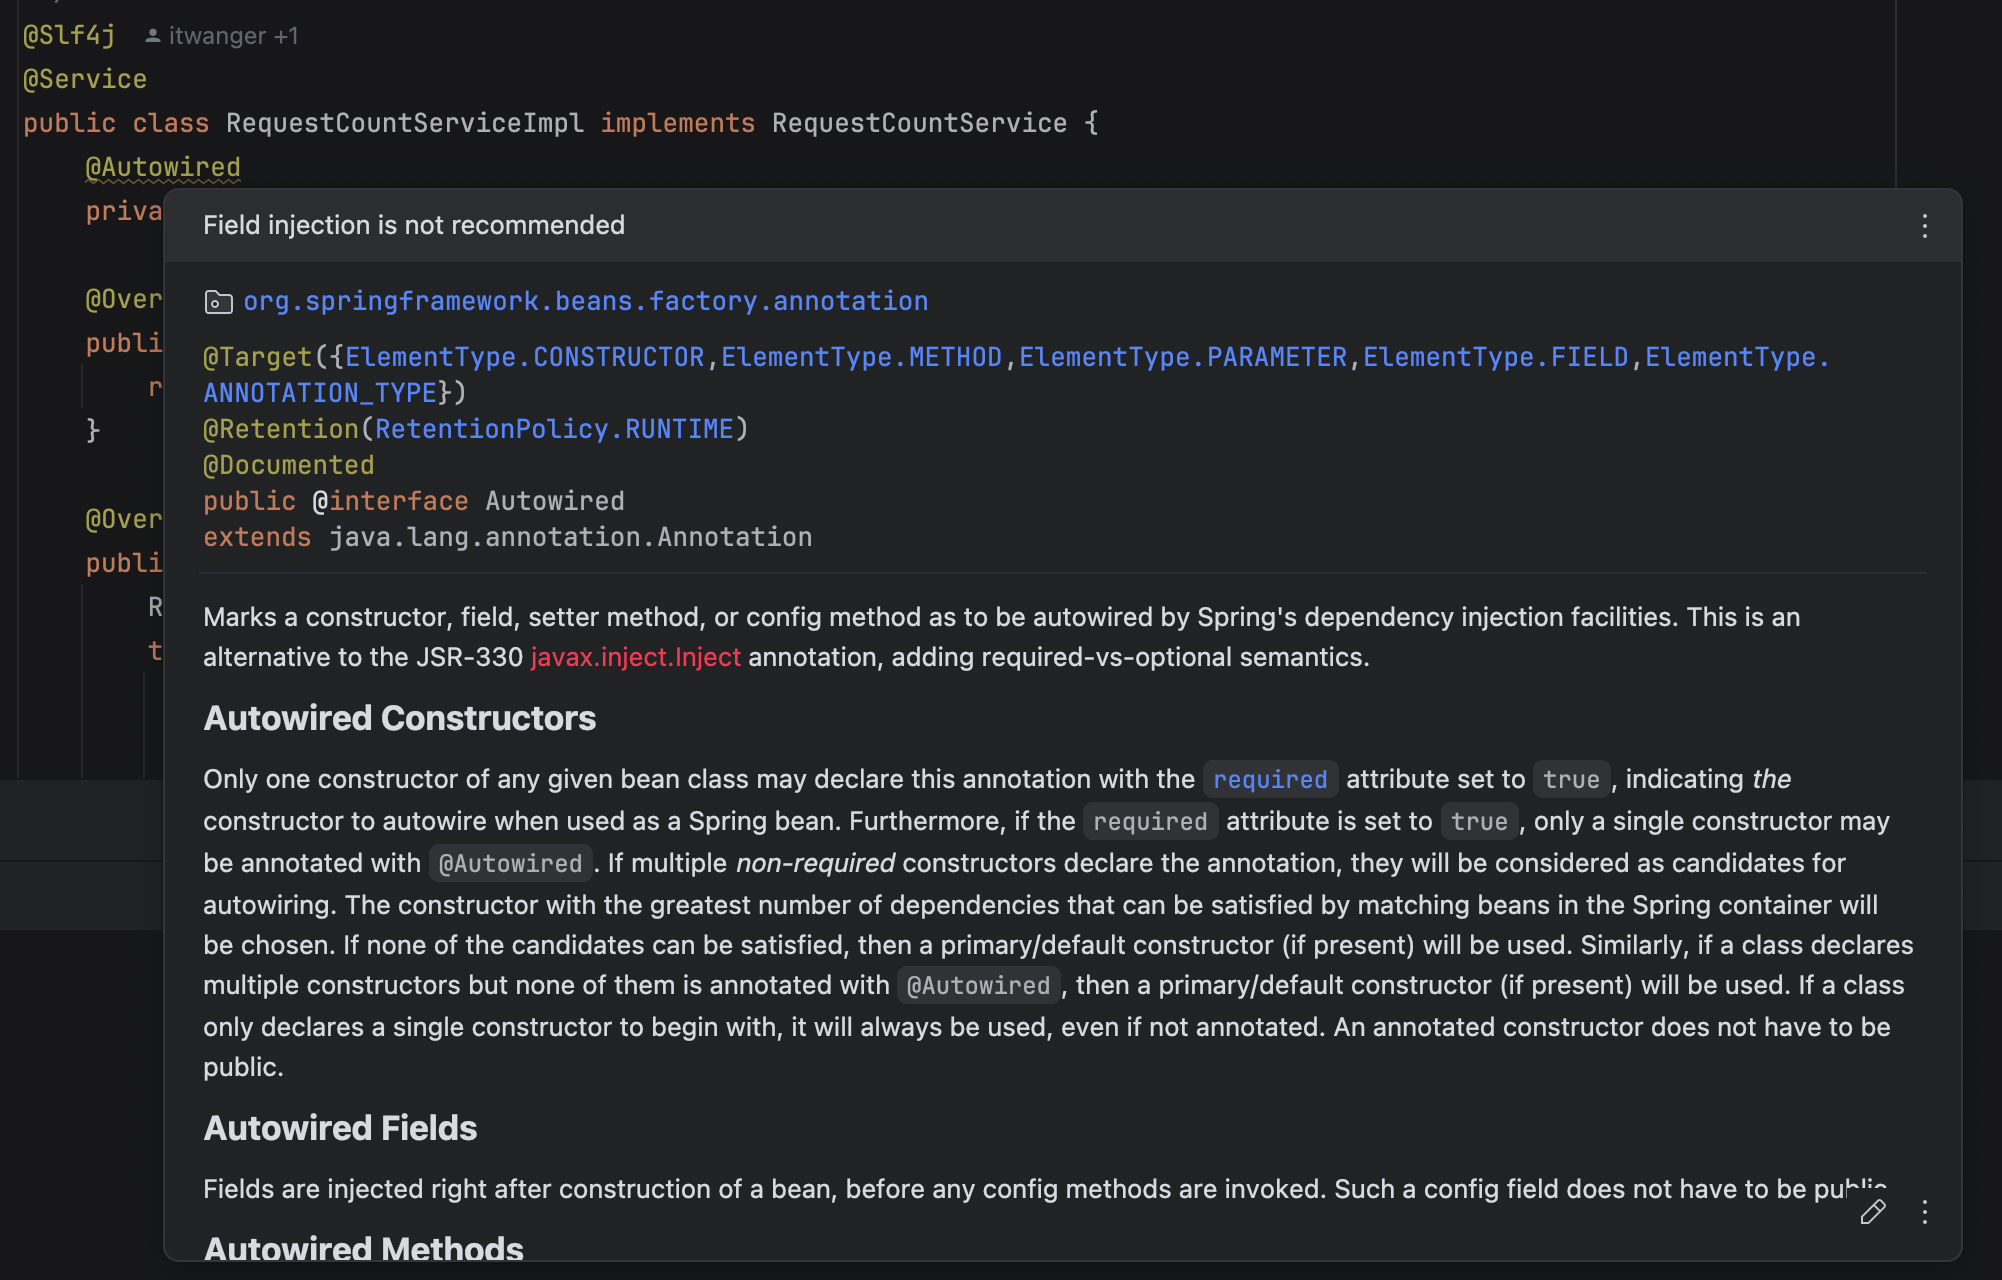 @Slf4j itwanger +1
@Service
public class RequestCountServiceImpl implements RequestCountService {
@Autowired
priva
Field injection is not recommended
@Over
org.springframework.beans.factory.annotation
publi
@Target({ElementType.CONSTRUCTOR,ElementType.METHOD,ElementType.PARAMETER,ElementType.FIELD,ElementType.
r
ANNOTATION_TYPE})
}
@Retention(RetentionPolicy.RUNTIME)
@Documented
public @interface Autowired
@Over
extends java.lang.annotation.Annotation
publi
R
Marks a constructor, field, setter method, or config method as to be autowired by Spring's dependency injection facilities. This is an
t
alternative to the JSR-330 javax.inject.Inject annotation, adding required-vs-optional semantics.
Autowired Constructors
Only one constructor of any given bean class may declare this annotation with the required attribute set to true, indicating the
constructor to autowire when used as a Spring bean. Furthermore, if the required attribute is set to true, only a single constructor may
be annotated with @Autowired. If multiple non-required constructors declare the annotation, they will be considered as candidates for
autowiring. The constructor with the greatest number of dependencies that can be satisfied by matching beans in the Spring container will
be chosen. If none of the candidates can be satisfied, then a primary/default constructor (if present) will be used. Similarly, if a class declares
multiple constructors but none of them is annotated with @Autowired, then a primary/default constructor (if present) will be used. If a class
only declares a single constructor to begin with, it will always be used, even if not annotated. An annotated constructor does not have to be
public.
Autowired Fields
Fields are injected right after construction of a bean, before any config methods are invoked. Such a config field does not have to be public.
Autowired Methods